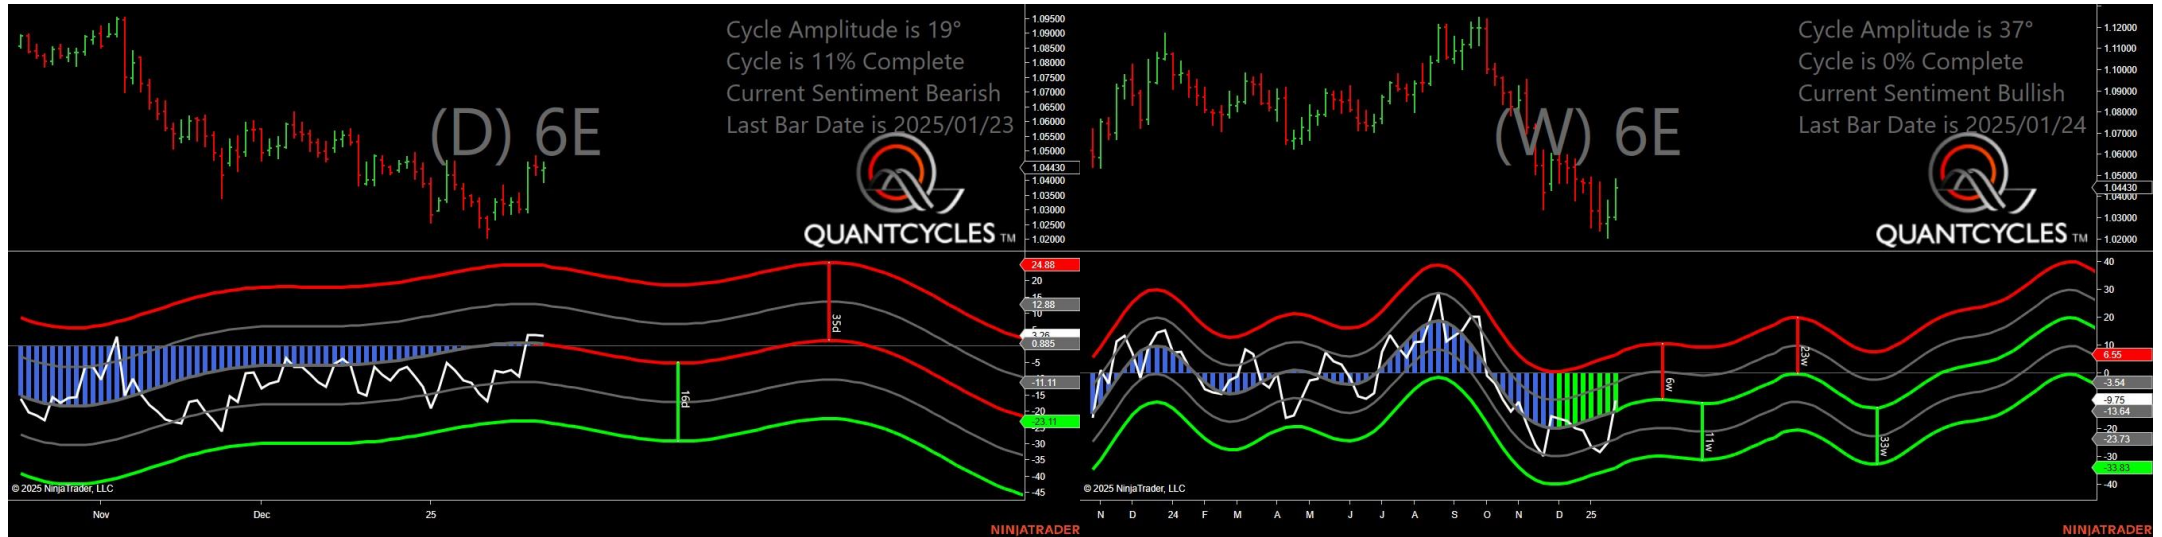 Cycle Amplitude is 19°
Cycle is 11% Complete
Current Sentiment Bearish
Last Bar Date is 2025/01/23
(D) 6E
QUANTCYCLES TM
1.09500
1.09000
1.08500
1.08000
1.07500
1.07000
1.06500
1.06000
1.05500
1.05000
1.04430
1.04000
1.03500
1.03000
1.02500
1.02000
24.88
20
15
12.88
10
3.26
0.885
-5
-11.11
-15
-20
-23.11
-30
-35
-40
-45
35d
16d
© 2025 NinjaTrader, LLC
Nov
Dec
25
NINJATRADER
Cycle Amplitude is 37°
Cycle is 0% Complete
Current Sentiment Bullish
Last Bar Date is 2025/01/24
(W) 6E
QUANTCYCLES TM
1.12000
1.11000
1.10000
1.09000
1.08000
1.07000
1.06000
1.05000
1.04430
1.04000
1.03000
1.02000
40
30
20
10
6.55
0
-3.54
-9.75
-13.64
-20
-23.73
-30
-33.83
-40
6w
11w
23w
33w
© 2025 NinjaTrader, LLC
N D 24 F M A M J J A S O N D 25
NINJATRADER